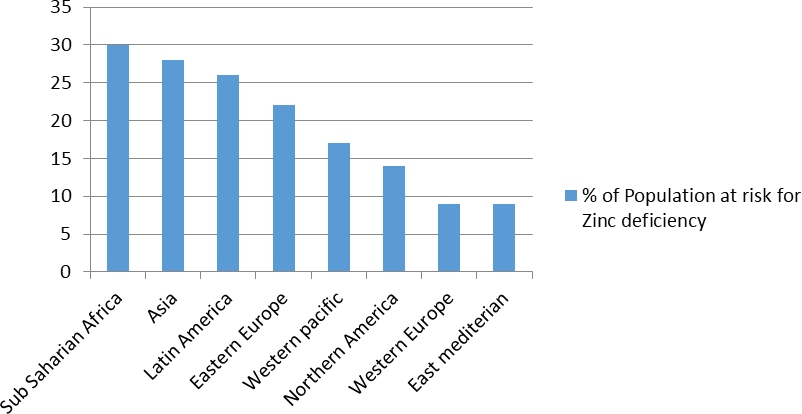 35
30
25
20
15
10
5
0
Sub Saharian Africa
Asia
Latin America
Eastern Europe
Western pacific
Northern America
Western Europe
East mediterian
% of Population at risk for
Zinc deficiency